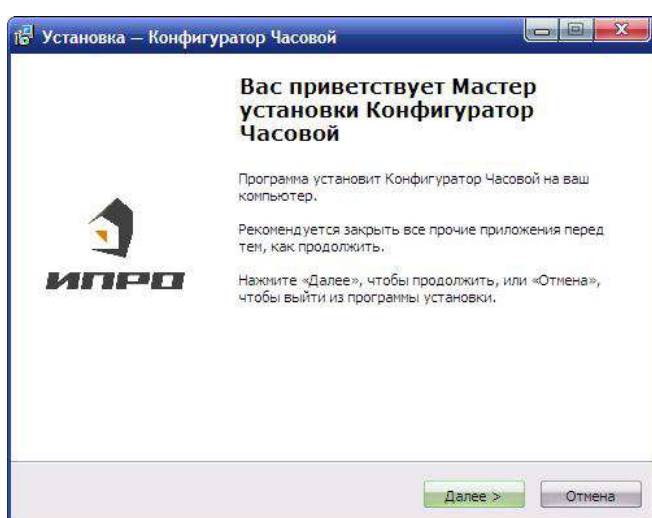 Установка — Конфигуратор Часовой
Вас приветствует Мастер
установки Конфигуратор
Часовой
Программа установит Конфигуратор Часовой на ваш
компьютер.
Рекомендуется закрыть все прочие приложения перед
тем, как продолжить.
Нажмите «Далее», чтобы продолжить, или «Отмена»,
чтобы выйти из программы установки.
ИПРО
Далее >
Отмена